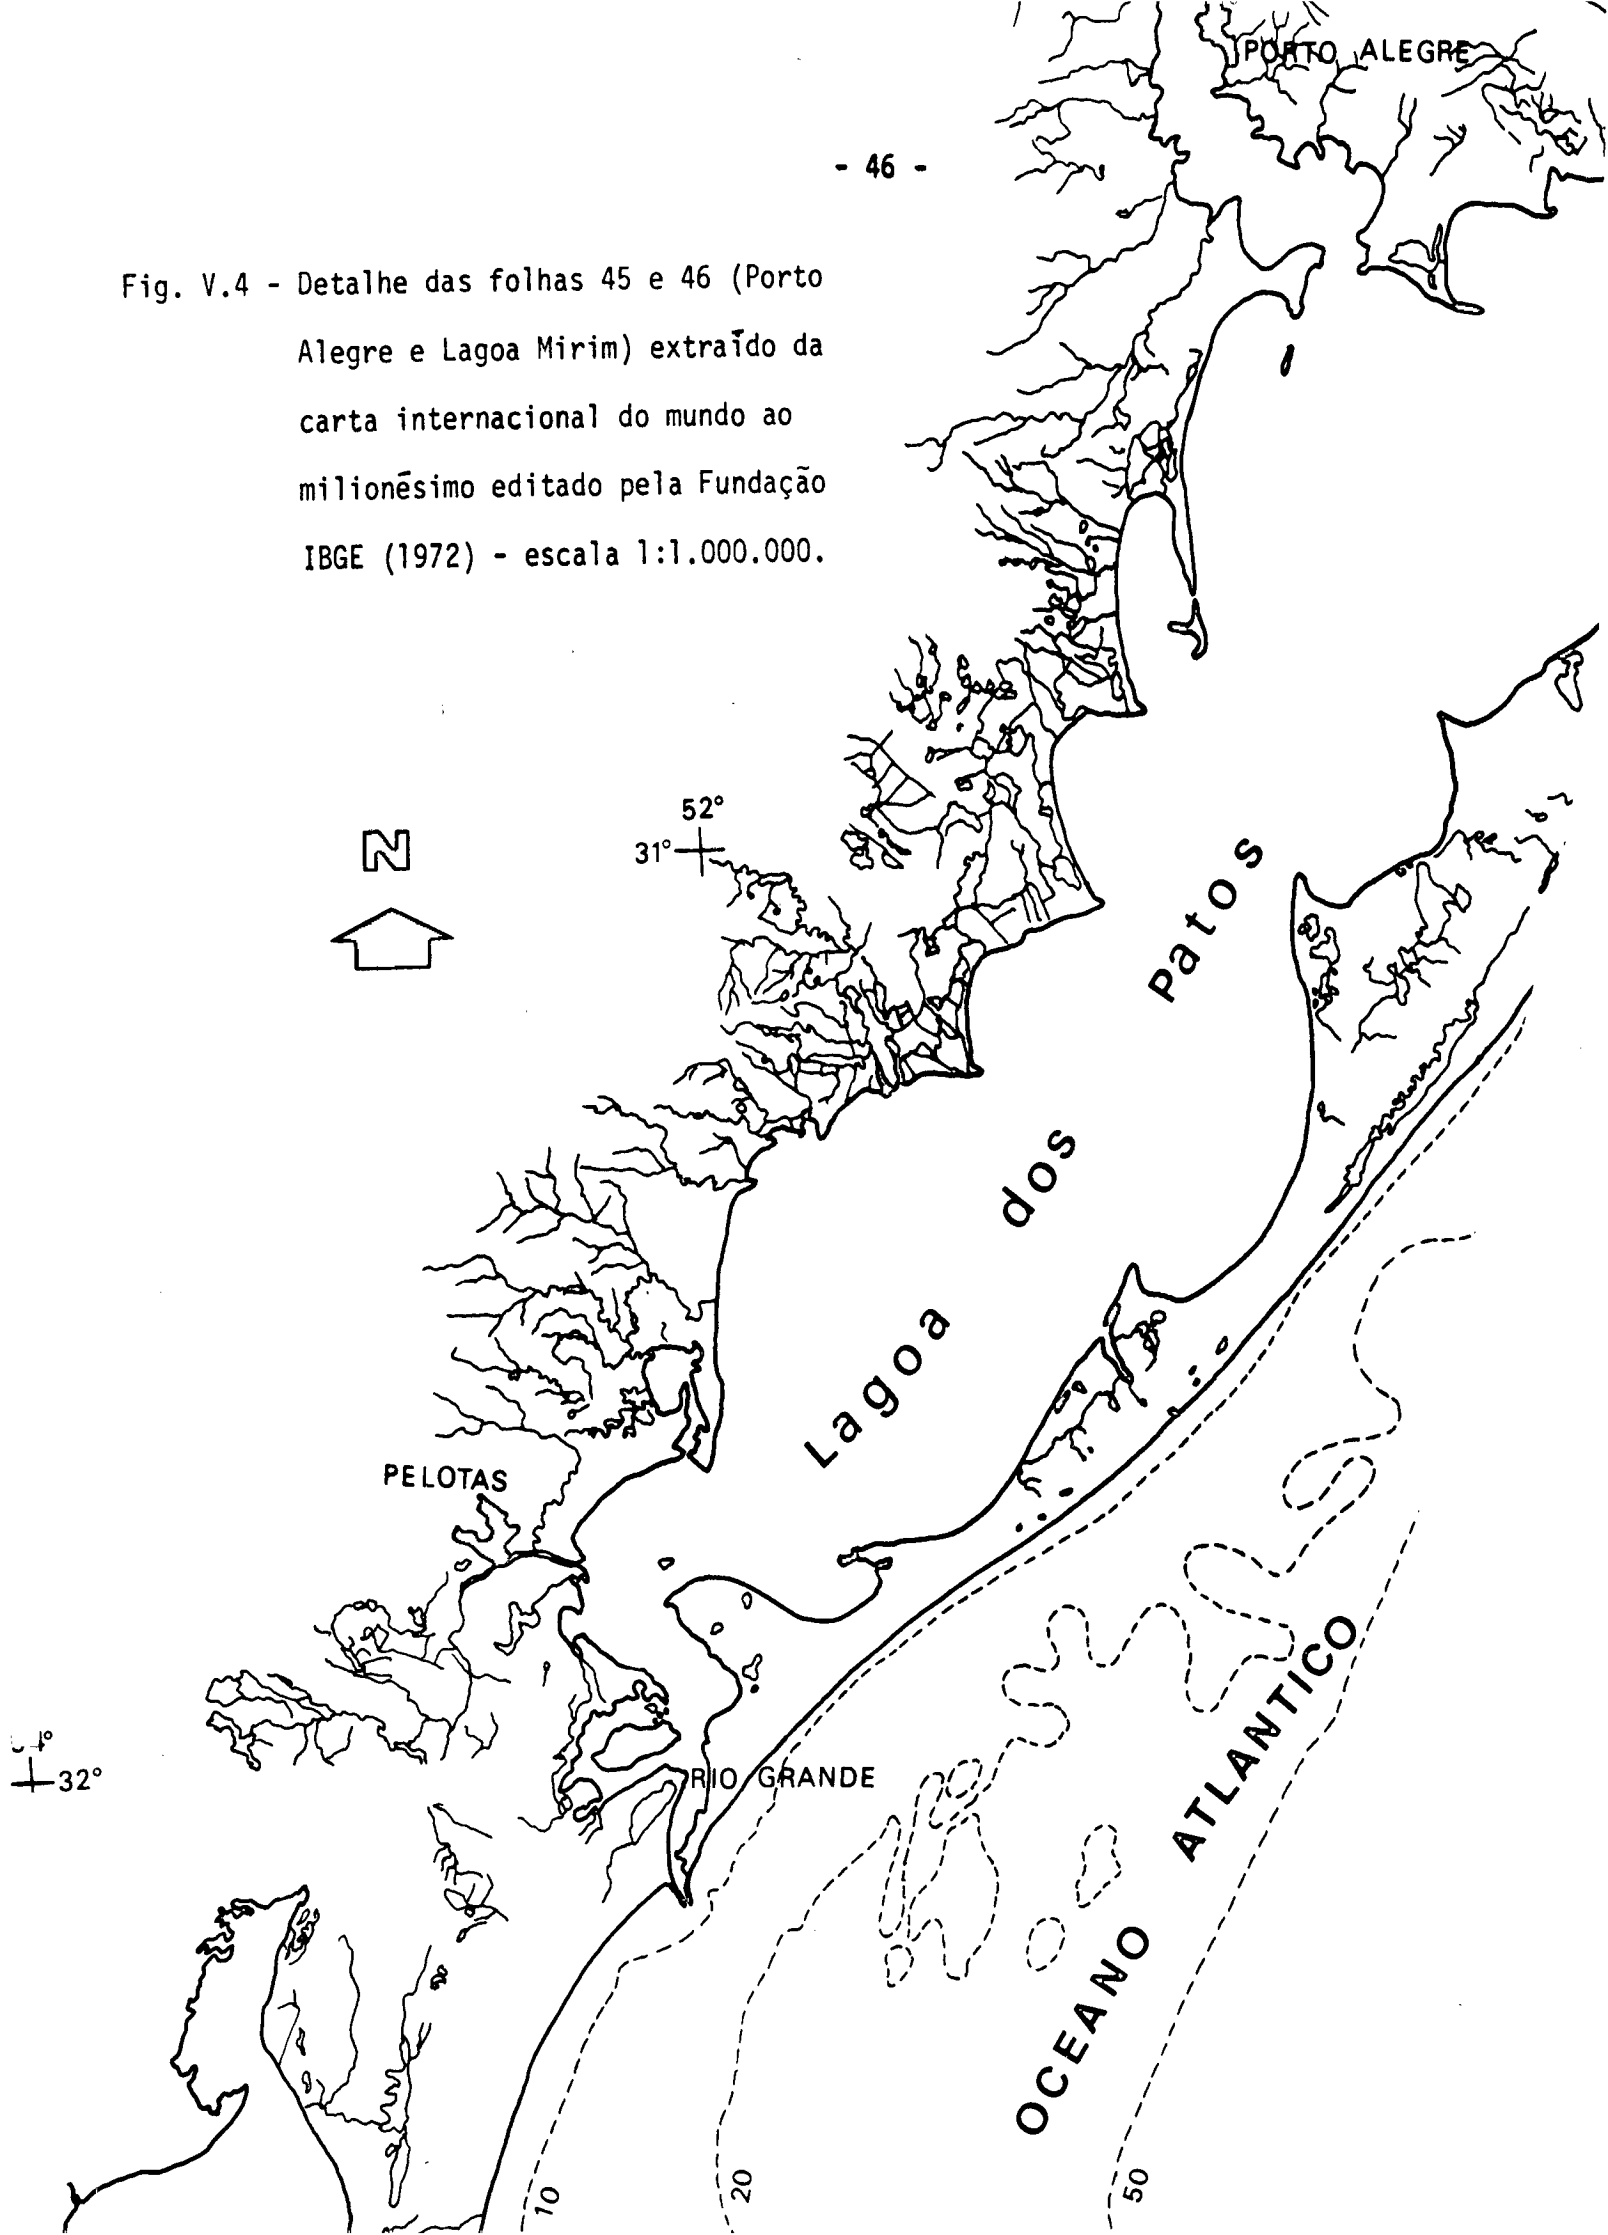 PORTO ALEGRE
- 46 -
Fig. V.4 - Detalhe das folhas 45 e 46 (Porto
Alegre e Lagoa Mirim) extraído da
carta internacional do mundo ao
milionésimo editado pela Fundação
IBGE (1972) - escala 1:1.000.000.
52°
31°
N
Lagoa dos Patos
PELOTAS
RIO GRANDE
32°
OCEANO ATLANTICO
10
20
50